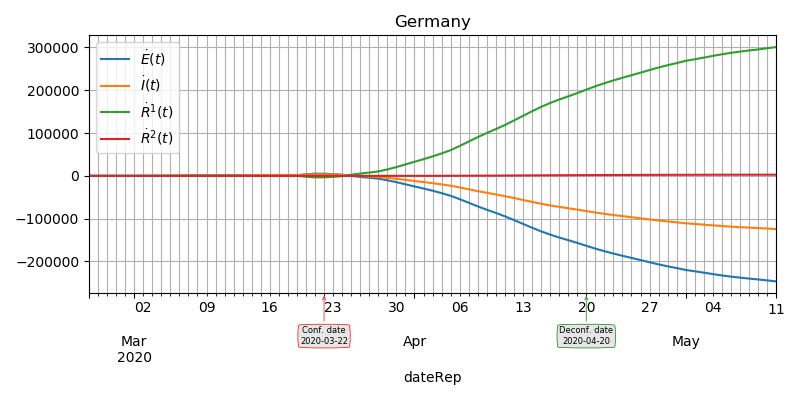 Germany
300000
200000
100000
0
−100000
−200000
Ė(t)
İ(t)
Ṙ¹(t)
Ṙ²(t)
02 09 16 23 30 06 13 20 27 04 11
Conf. date
2020-03-22
Deconf. date
2020-04-20
Mar
2020
Apr
May
dateRep